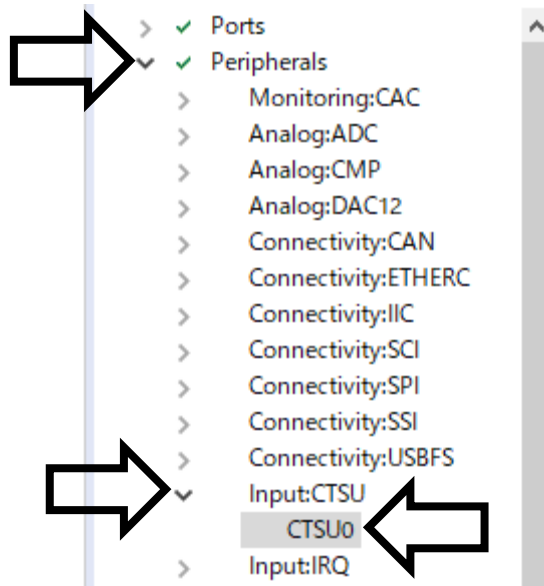 Ports
Peripherals
Monitoring:CAC
Analog:ADC
Analog:CMP
Analog:DAC12
Connectivity:CAN
Connectivity:ETHERC
Connectivity:IIC
Connectivity:SCI
Connectivity:SPI
Connectivity:SSI
Connectivity:USBFS
Input:CTSU
CTSU0
Input:IRQ